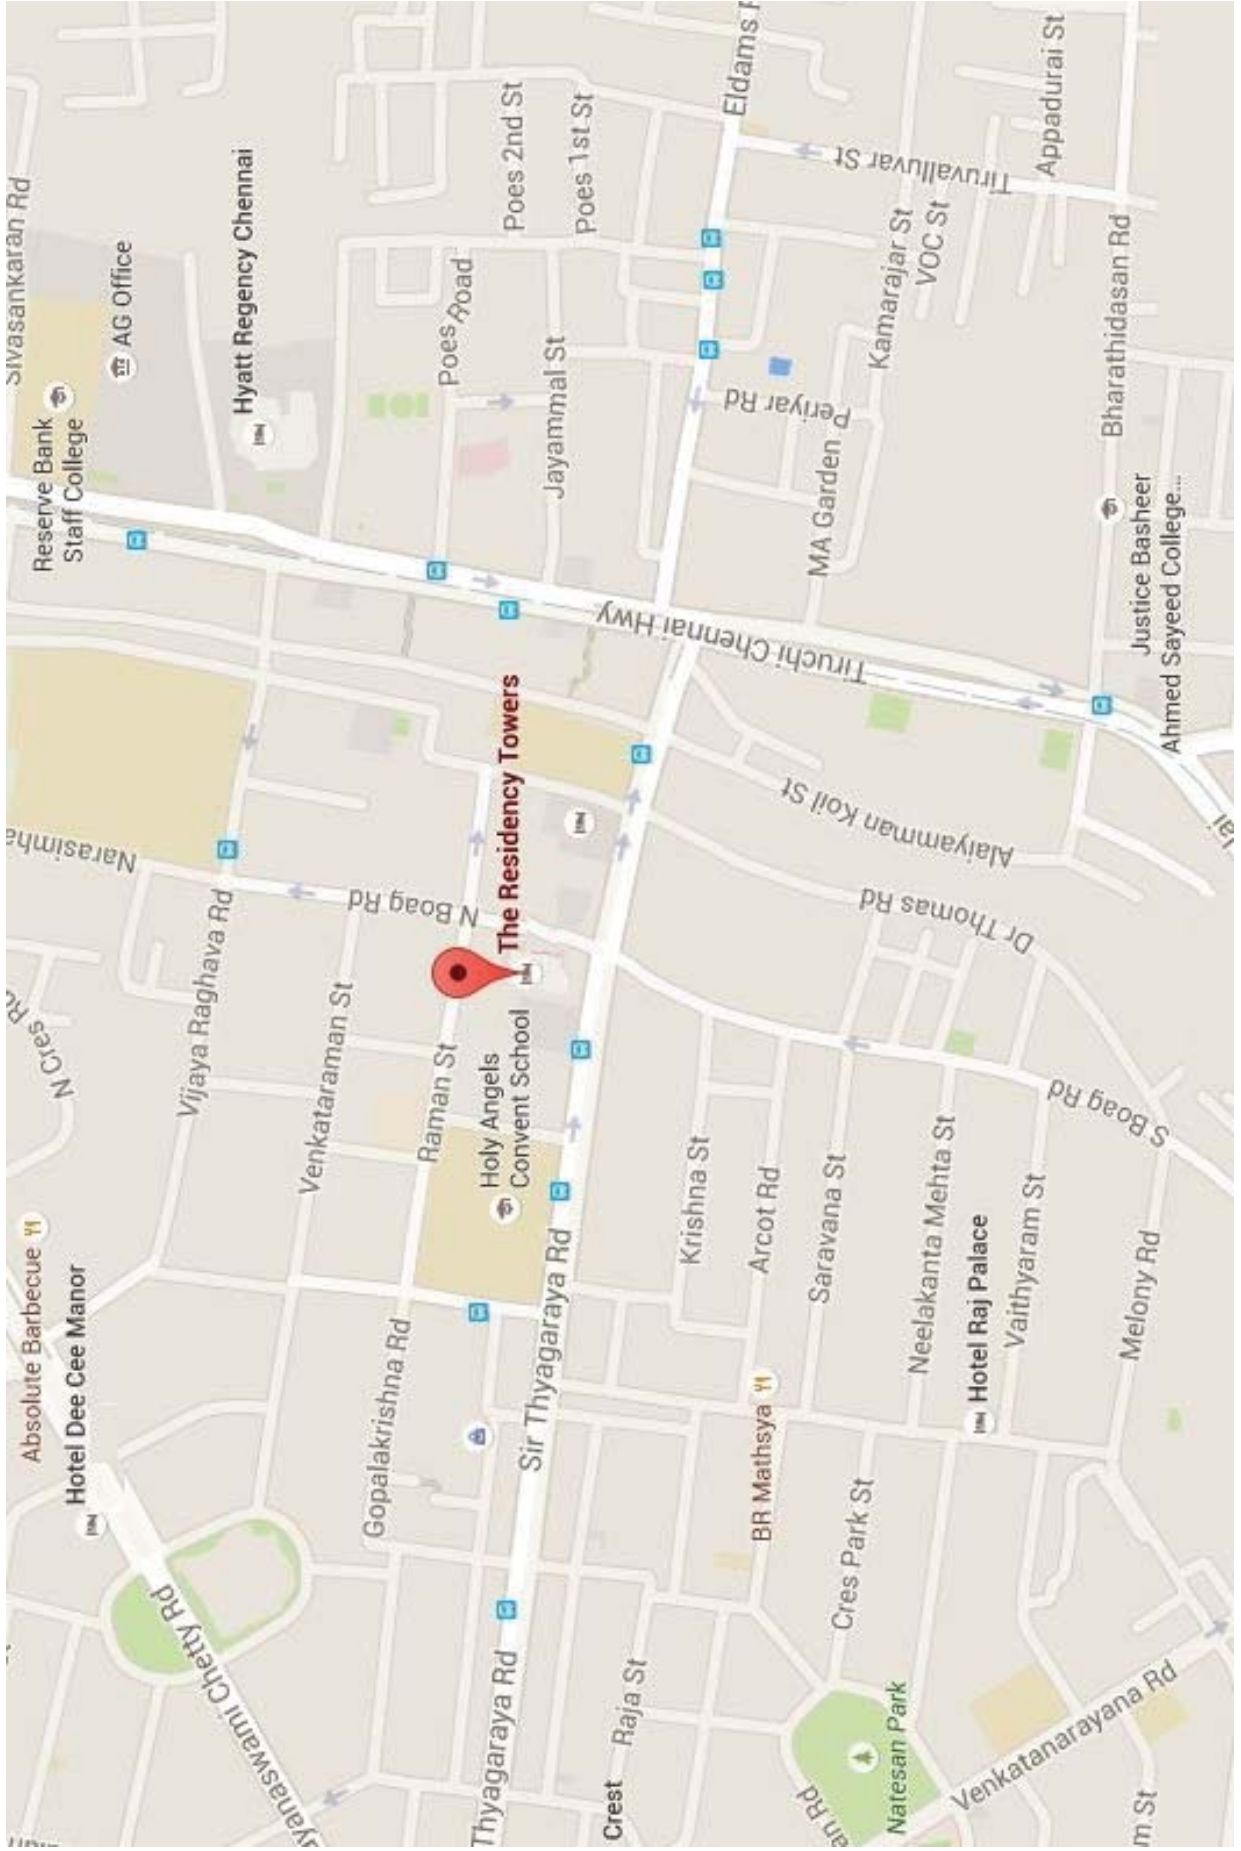 Sivasankaran Rd
Absolute Barbecue
N Cres Rd
Reserve Bank
Staff College
Hotel Dee Cee Manor
Narasimha
AG Office
yanaswami Chetty Rd
Vijaya Raghava Rd
Hyatt Regency Chennai
Venkataraman St
Gopalakrishna Rd
Raman St
N Boag Rd
Poes Road
Thyagaraya Rd
Sir Thyagaraya Rd
Holy Angels
Convent School
The Residency Towers
Jayammal St
Poes 2nd St
Poes 1st St
Crest
Raja St
Krishna St
Tiruchi Chennai Hwy
Eldams R
BR Mathsya
Arcot Rd
Periyar Rd
an Rd
Cres Park St
Saravana St
Alaiyamman Koil St
MA Garden
Kamarajar St
Tiruvalluvar St
Natesan Park
Neelakanta Mehta St
Dr Thomas Rd
VOC St
Hotel Raj Palace
Vaithyaram St
Appadurai St
Venkatanarayana Rd
Melony Rd
S Boag Rd
Bharathidasan Rd
m St
Justice Basheer
Ahmed Sayeed College...